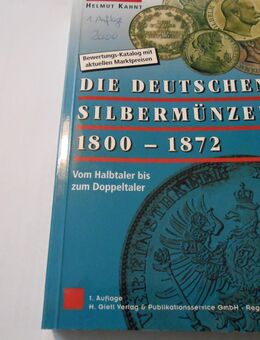 HELMUT KAHNT
1. Auflage
2000
Bewertungs-Katalog mit
aktuellen Marktpreisen
DIE DEUTSCHEN
SILBERMÜNZE
1800 – 1872
Vom Halbtaler bis
zum Doppeltaler
1. Auflage
H. Gietl Verlag & Publikationsservice GmbH · Reg